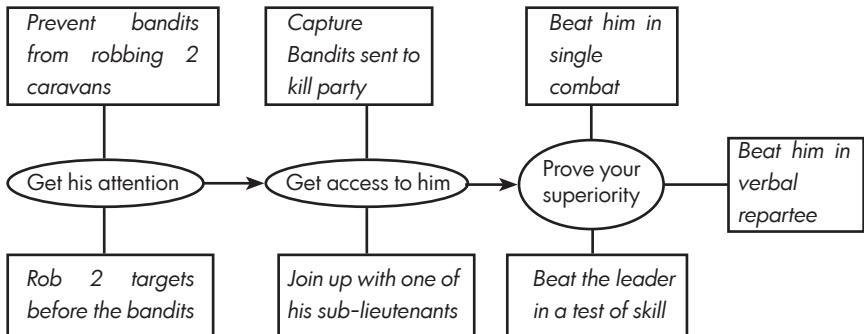 Prevent bandits
from robbing 2
caravans
Capture
Bandits sent to
kill party
Beat him in
single
combat
Get his attention
Get access to him
Prove your
superiority
Beat him in
verbal
repartee
Rob 2 targets
before the bandits
Join up with one of
his sub-lieutenants
Beat the leader
in a test of skill